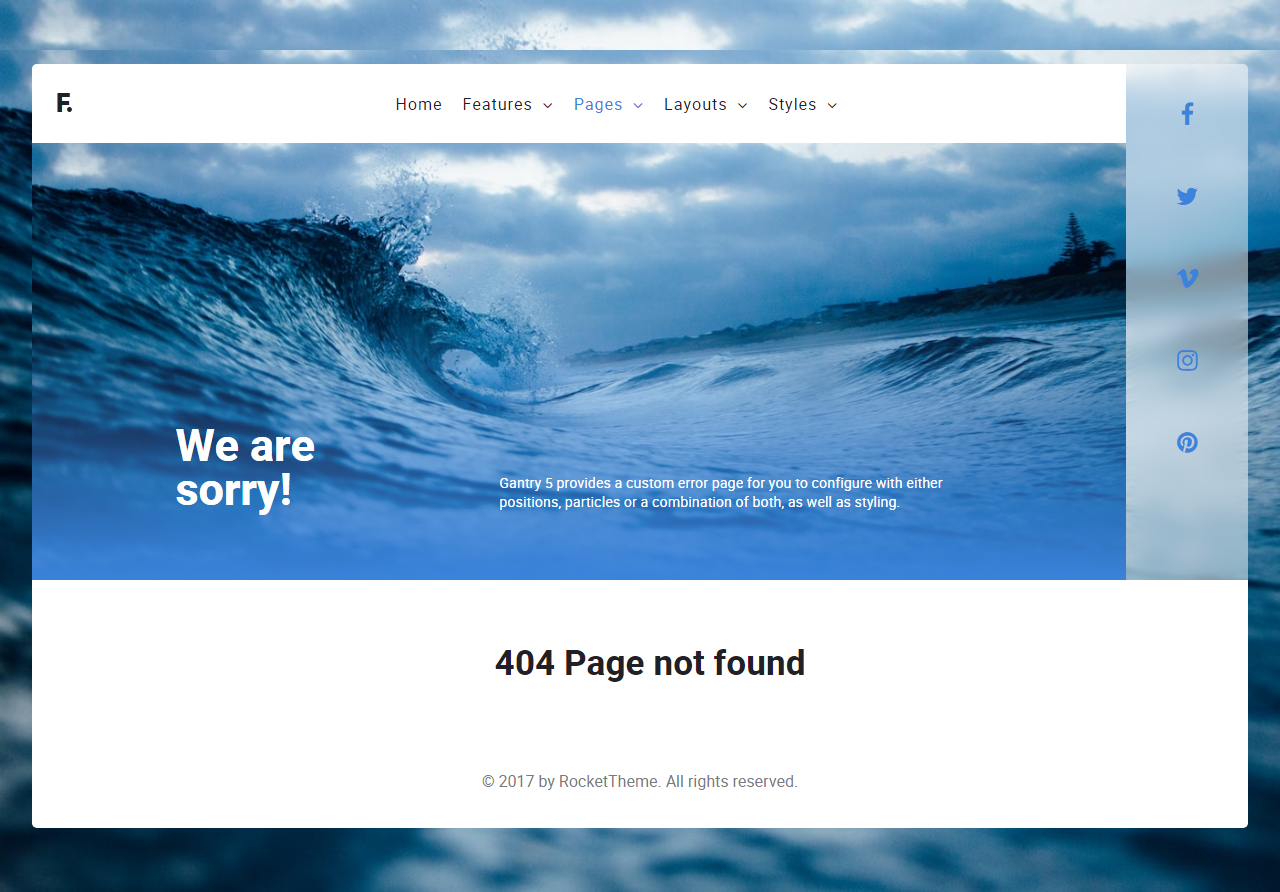 F.
Home Features Pages Layouts Styles
We are
sorry!
Gantry 5 provides a custom error page for you to configure with either
positions, particles or a combination of both, as well as styling.
404 Page not found
© 2017 by RocketTheme. All rights reserved.